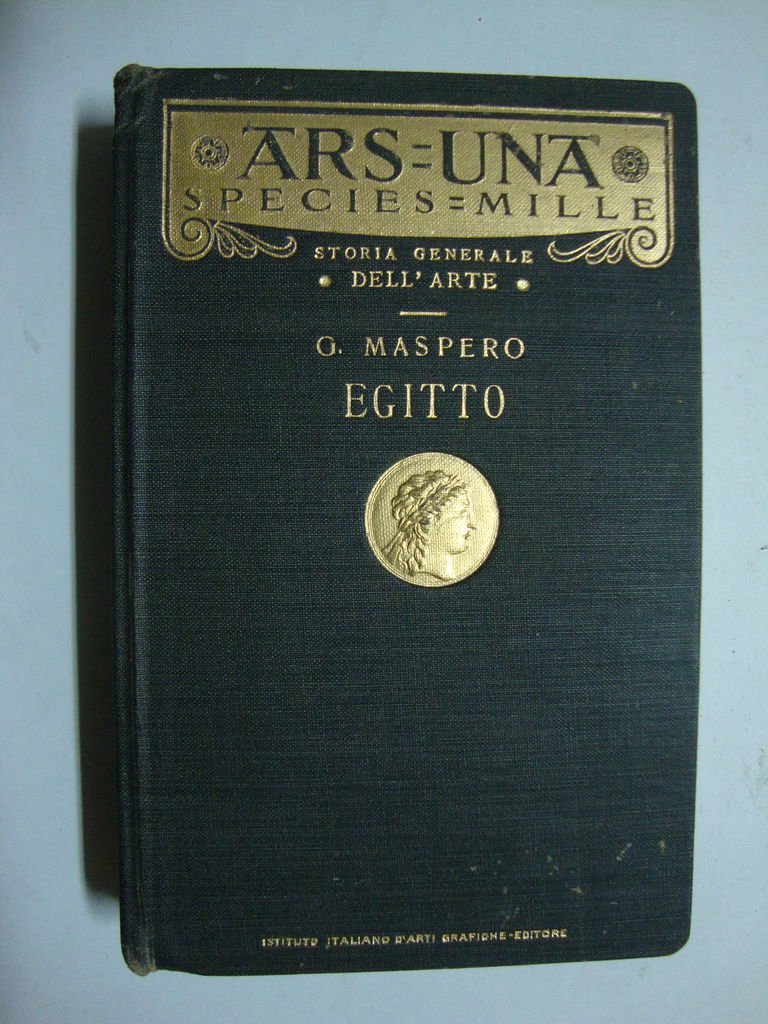 ARS=UNA
SPECIES=MILLE
STORIA GENERALE
• DELL'ARTE •
G. MASPERO
EGITTO
ISTITUTO ITALIANO D'ARTI GRAFICHE-EDITORE